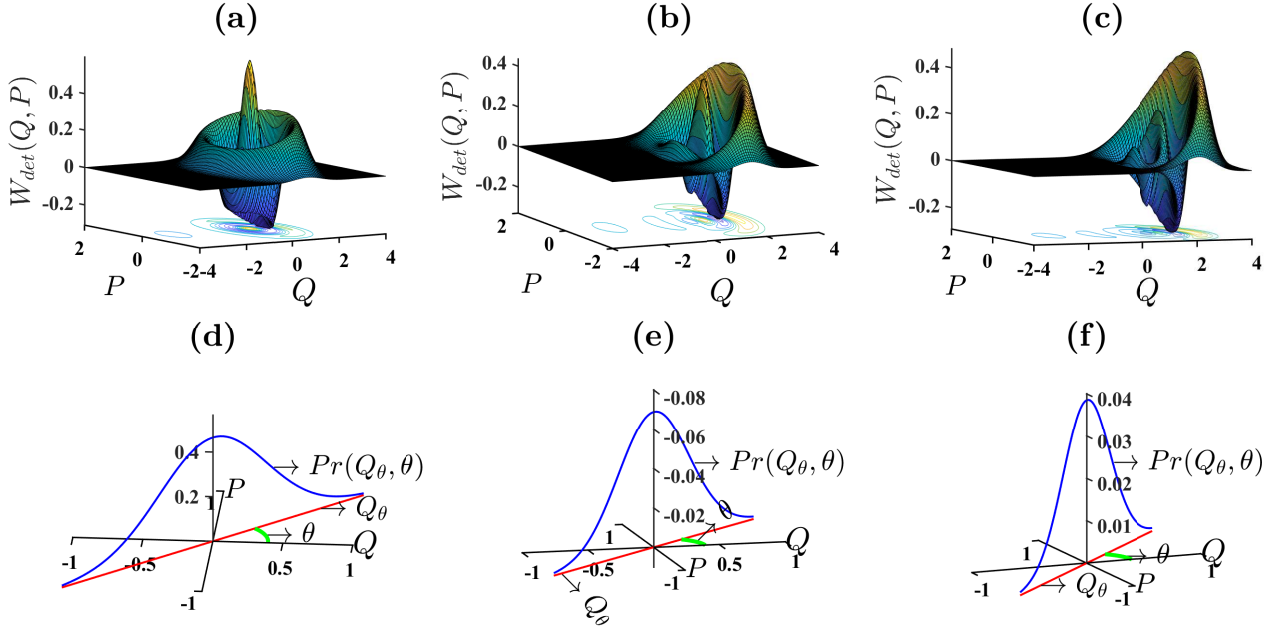 (a) (b) (c)
W_det(Q, P) 0.4 0.2 0 -0.2
2 0 -2 -4 -2 0 2 4
P Q
W_det(Q, P) 0.4 0.2 0 -0.2
2 0 -2 -4 -2 0 2 4
P Q
W_det(Q, P) 0.4 0.2 0 -0.2
2 0 -2 -4 -2 0 2 4
P Q
(d) (e) (f)
0.4
Pr(Q_θ, θ)
0.2 1 P
Q_θ
θ Q
-1 -0.5 0.5 1
-1
-0.08
-0.06
Pr(Q_θ, θ)
-0.04
-0.02 θ
1 Q
-1 -0.5 -1 P 0.5 1
Q_θ
0.04
0.03
Pr(Q_θ, θ)
0.02
0.01
1 θ Q
-1 Q_θ -1 P 1